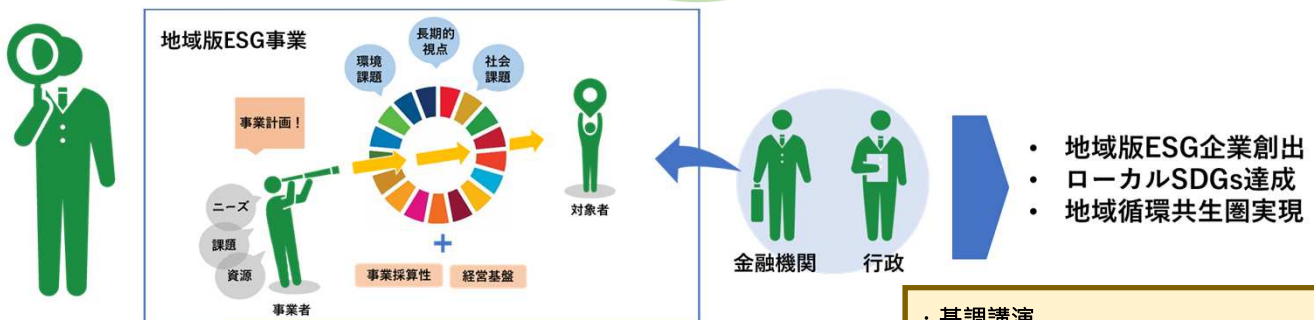 地域版ESG事業
長期的
視点
環境
課題
社会
課題
事業計画！
ニーズ
課題
資源
事業者
対象者
＋
事業採算性
経営基盤
金融機関
行政
• 地域版ESG企業創出
• ローカルSDGs達成
• 地域循環共生圏実現
・基調講演